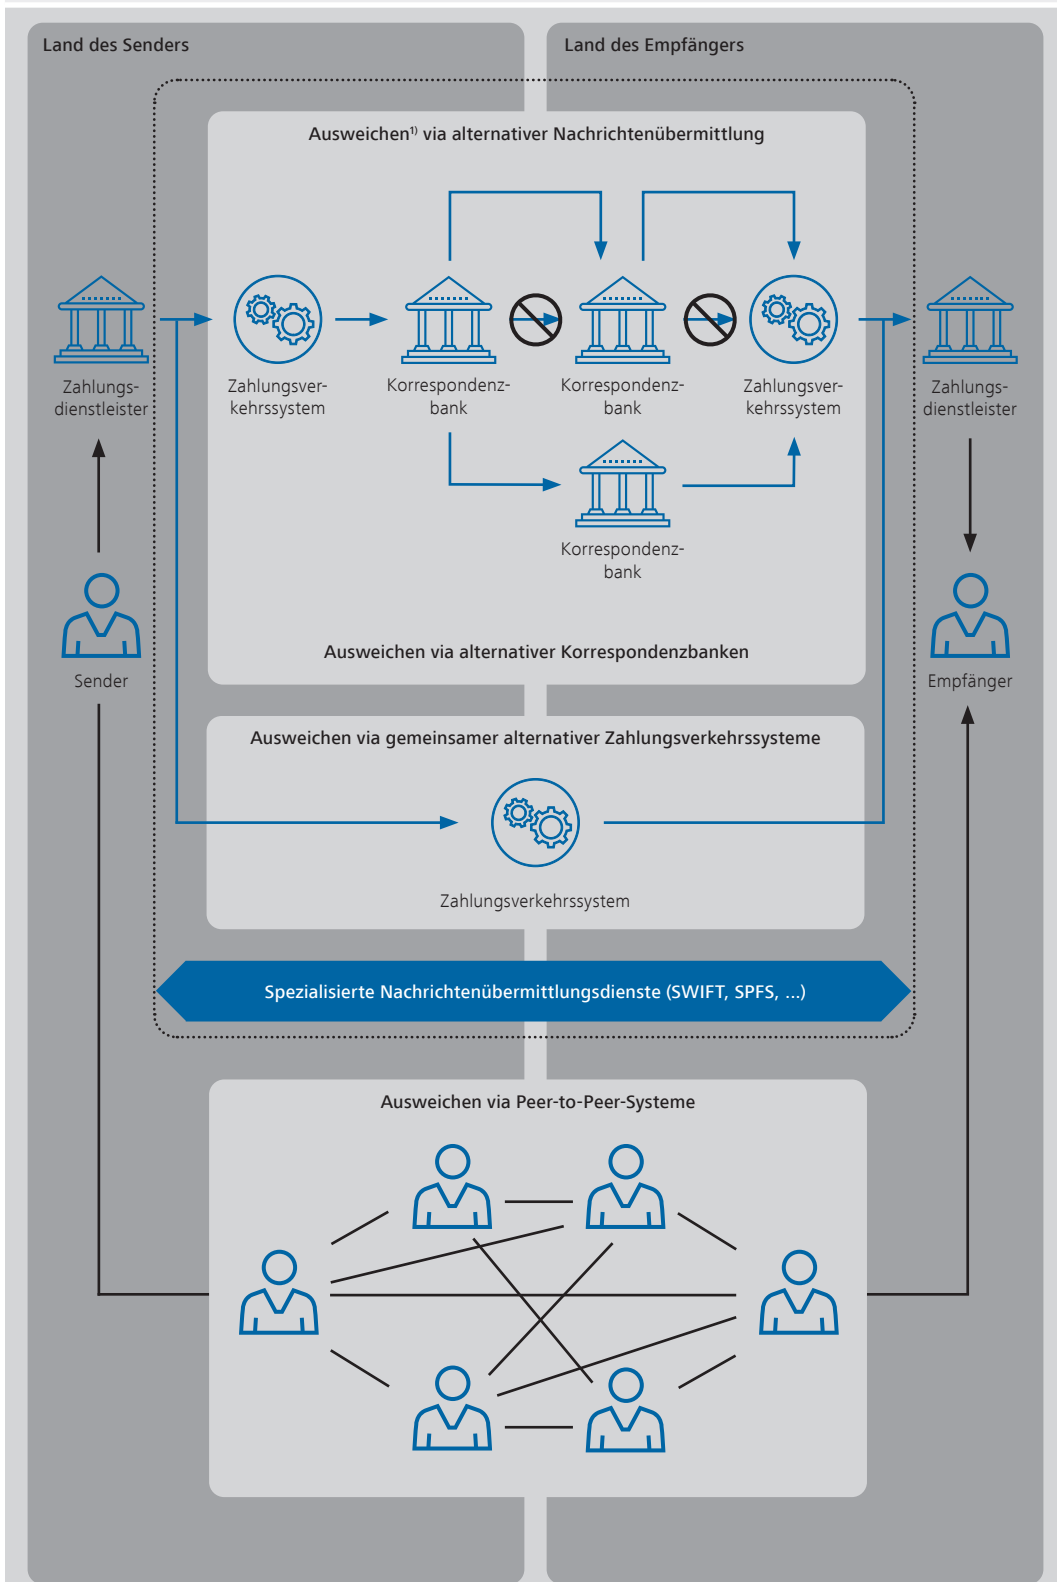 Land des Senders
Land des Empfängers
Ausweichen¹⁾ via alternativer Nachrichtenübermittlung
Zahlungs-
dienstleister
Zahlungsver-
kehrssystem
Korrespondenz-
bank
Korrespondenz-
bank
Zahlungsver-
kehrssystem
Zahlungs-
dienstleister
Korrespondenz-
bank
Ausweichen via alternativer Korrespondenzbanken
Sender
Empfänger
Ausweichen via gemeinsamer alternativer Zahlungsverkehrssysteme
Zahlungsverkehrssystem
Spezialisierte Nachrichtenübermittlungsdienste (SWIFT, SPFS, ...)
Ausweichen via Peer-to-Peer-Systeme